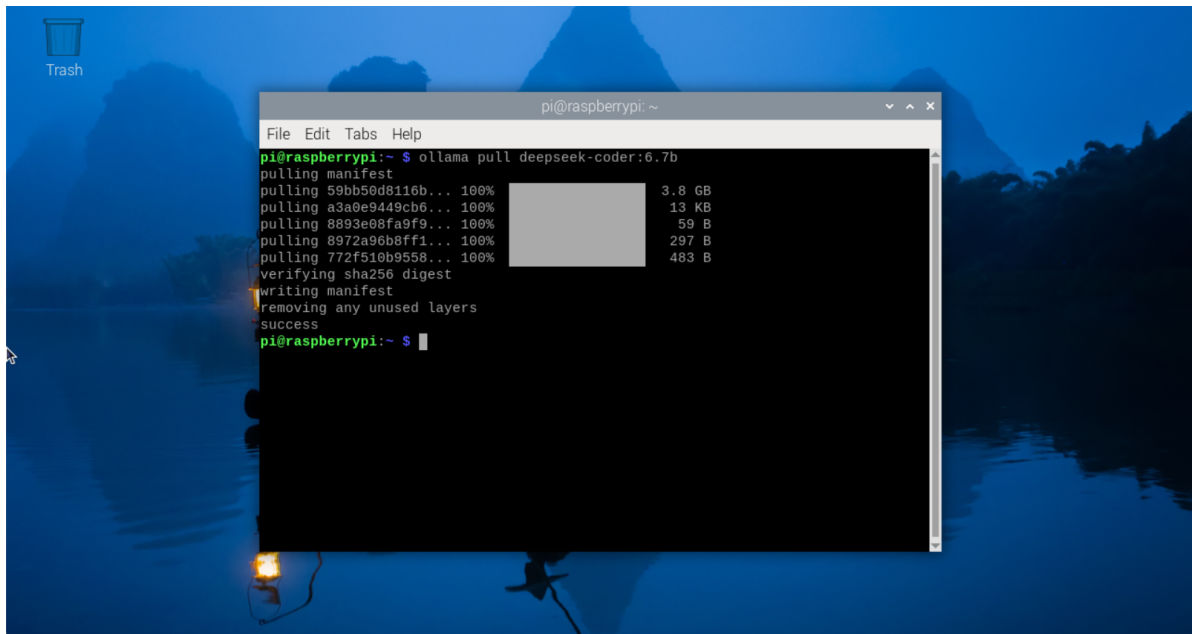 Trash
pi@raspberrypi: ~
File Edit Tabs Help
pi@raspberrypi:~ $ ollama pull deepseek-coder:6.7b
pulling manifest
pulling 59bb50d8116b... 100% 3.8 GB
pulling a3a0e9449cb6... 100% 13 KB
pulling 8893e08fa9f9... 100% 59 B
pulling 8972a96b8ff1... 100% 297 B
pulling 772f510b9558... 100% 483 B
verifying sha256 digest
writing manifest
removing any unused layers
success
pi@raspberrypi:~ $